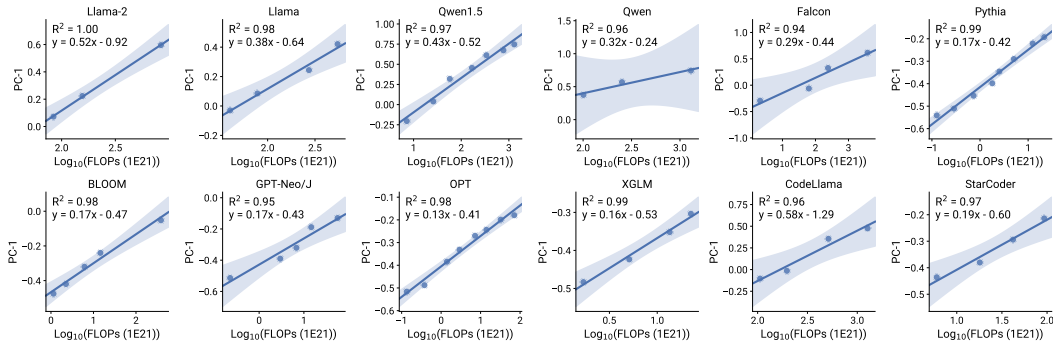 Llama-2
R² = 1.00
y = 0.52x - 0.92
PC-1
0.6
0.4
0.2
0.0
2.0
2.5
Log₁₀(FLOPs (1E21))
Llama
R² = 0.98
y = 0.38x - 0.64
PC-1
0.4
0.2
0.0
−0.2
2.0
2.5
Log₁₀(FLOPs (1E21))
Qwen1.5
R² = 0.97
y = 0.43x - 0.52
PC-1
1.00
0.75
0.50
0.25
0.00
−0.25
1
2
3
Log₁₀(FLOPs (1E21))
Qwen
R² = 0.96
y = 0.32x - 0.24
PC-1
1.5
1.0
0.5
0.0
2.0
2.5
3.0
Log₁₀(FLOPs (1E21))
Falcon
R² = 0.94
y = 0.29x - 0.44
PC-1
1.0
0.5
0.0
−0.5
−1.0
1
2
3
Log₁₀(FLOPs (1E21))
Pythia
R² = 0.99
y = 0.17x - 0.42
PC-1
−0.2
−0.3
−0.4
−0.5
−0.6
−1
0
1
Log₁₀(FLOPs (1E21))
BLOOM
R² = 0.98
y = 0.17x - 0.47
PC-1
0.0
−0.2
−0.4
0
1
2
Log₁₀(FLOPs (1E21))
GPT-Neo/J
R² = 0.95
y = 0.17x - 0.43
PC-1
0.0
−0.2
−0.4
−0.6
0
1
Log₁₀(FLOPs (1E21))
OPT
R² = 0.98
y = 0.13x - 0.41
PC-1
−0.2
−0.3
−0.4
−0.5
−0.6
−1
0
1
2
Log₁₀(FLOPs (1E21))
XGLM
R² = 0.99
y = 0.16x - 0.53
PC-1
−0.3
−0.4
−0.5
0.5
1.0
Log₁₀(FLOPs (1E21))
CodeLlama
R² = 0.96
y = 0.58x - 1.29
PC-1
0.75
0.50
0.25
0.00
−0.25
2.0
2.5
3.0
Log₁₀(FLOPs (1E21))
StarCoder
R² = 0.97
y = 0.19x - 0.60
PC-1
−0.2
−0.3
−0.4
−0.5
1.0
1.5
2.0
Log₁₀(FLOPs (1E21))